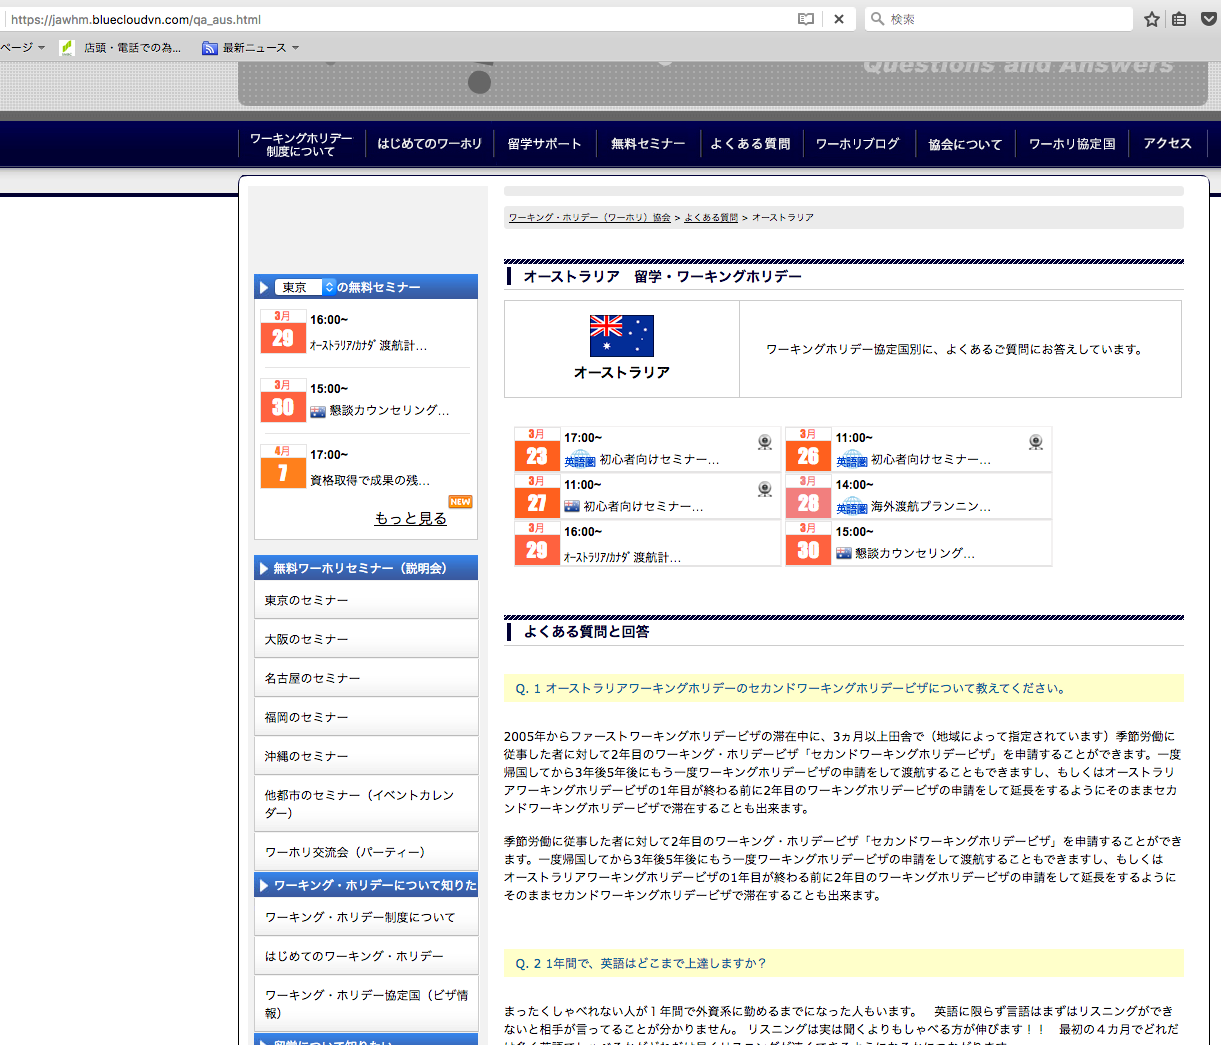 https://jawhm.bluecloudvn.com/qa_aus.html
検索
ページ
店頭・電話での為...
最新ニュース
Questions and Answers
ワーキングホリデー
制度について
はじめてのワーホリ
留学サポート
無料セミナー
よくある質問
ワーホリブログ
協会について
ワーホリ協定国
アクセス
ワーキング・ホリデー（ワーホリ）協会 > よくある質問 > オーストラリア
東京 の無料セミナー
3月
29
16:00~
ｵｰｽﾄﾗﾘｱ/ｶﾅﾀﾞ渡航計...
3月
30
15:00~
懇談カウンセリング...
4月
7
17:00~
資格取得で成果の残...
NEW
もっと見る
無料ワーホリセミナー（説明会）
東京のセミナー
大阪のセミナー
名古屋のセミナー
福岡のセミナー
沖縄のセミナー
他都市のセミナー（イベントカレン
ダー）
ワーホリ交流会（パーティー）
ワーキング・ホリデーについて知りた
ワーキング・ホリデー制度について
はじめてのワーキング・ホリデー
ワーキング・ホリデー協定国（ビザ情
報）
留学について知りたい
オーストラリア　留学・ワーキングホリデー
オーストラリア
ワーキングホリデー協定国別に、よくあるご質問にお答えしています。
3月
23
17:00~
英語圏 初心者向けセミナー...
3月
26
11:00~
英語圏 初心者向けセミナー...
3月
27
11:00~
初心者向けセミナー...
3月
28
14:00~
英語圏 海外渡航プランニン...
3月
29
16:00~
ｵｰｽﾄﾗﾘｱ/ｶﾅﾀﾞ渡航計...
3月
30
15:00~
懇談カウンセリング...
よくある質問と回答
Q. 1 オーストラリアワーキングホリデーのセカンドワーキングホリデービザについて教えてください。
2005年からファーストワーキングホリデービザの滞在中に、3ヵ月以上田舎で（地域によって指定されています）季節労働に
従事した者に対して2年目のワーキング・ホリデービザ「セカンドワーキングホリデービザ」を申請することができます。一度
帰国してから3年後5年後にもう一度ワーキングホリデービザの申請をして渡航することもできますし、もしくはオーストラリ
アワーキングホリデービザの1年目が終わる前に2年目のワーキングホリデービザの申請をして延長をするようにそのままセカ
ンドワーキングホリデービザで滞在することも出来ます。
季節労働に従事した者に対して2年目のワーキング・ホリデービザ「セカンドワーキングホリデービザ」を申請することができ
ます。一度帰国してから3年後5年後にもう一度ワーキングホリデービザの申請をして渡航することもできますし、もしくは
オーストラリアワーキングホリデービザの1年目が終わる前に2年目のワーキングホリデービザの申請をして延長をするように
そのままセカンドワーキングホリデービザで滞在することも出来ます。
Q. 2 1年間で、英語はどこまで上達しますか？
まったくしゃべれない人が１年間で外資系に勤めるまでになった人もいます。　英語に限らず言語はまずはリスニングができ
ないと相手が言ってることが分かりません。 リスニングは実は聞くよりもしゃべる方が伸びます！！　最初の４カ月でどれだ